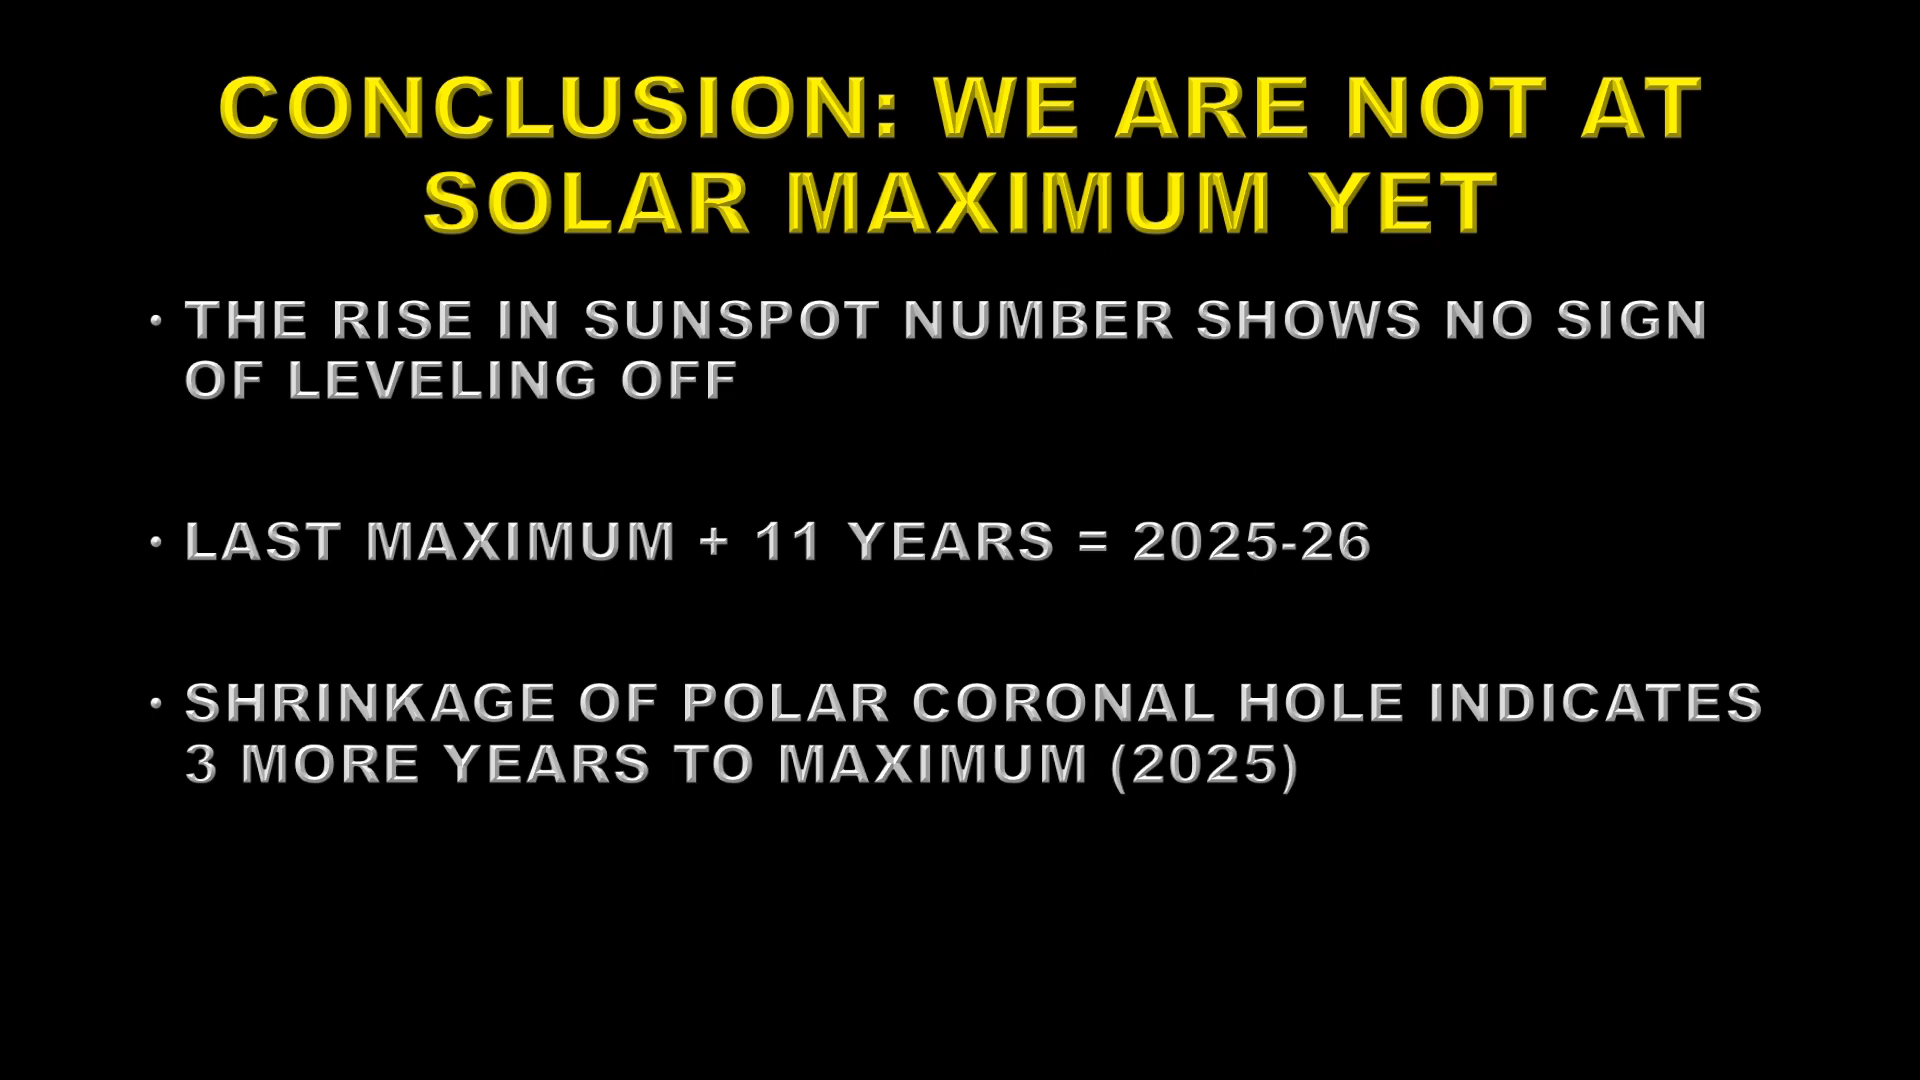 CONCLUSION: WE ARE NOT AT
SOLAR MAXIMUM YET
• THE RISE IN SUNSPOT NUMBER SHOWS NO SIGN
OF LEVELING OFF
• LAST MAXIMUM + 11 YEARS = 2025-26
• SHRINKAGE OF POLAR CORONAL HOLE INDICATES
3 MORE YEARS TO MAXIMUM (2025)